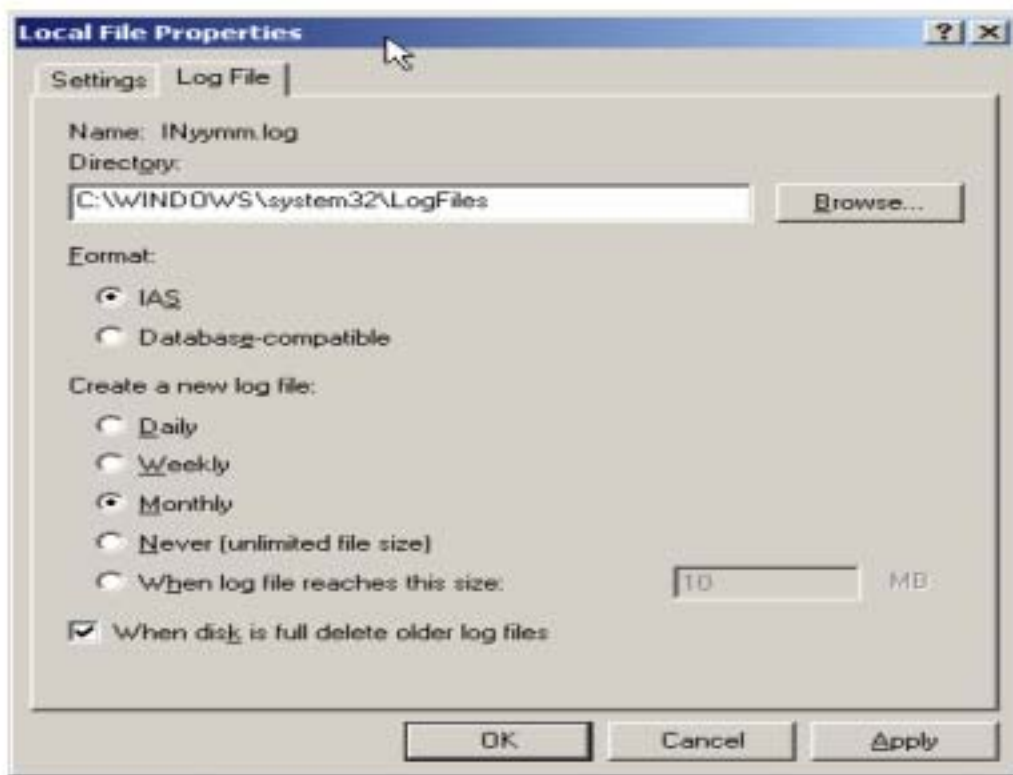 Local File Properties
Settings Log File
Name: INyymm.log
Directory:
C:\WINDOWS\system32\LogFiles Browse...
Format:
IAS
Database-compatible
Create a new log file:
Daily
Weekly
Monthly
Never (unlimited file size)
When log file reaches this size: 10 MB
When disk is full delete older log files
OK Cancel Apply